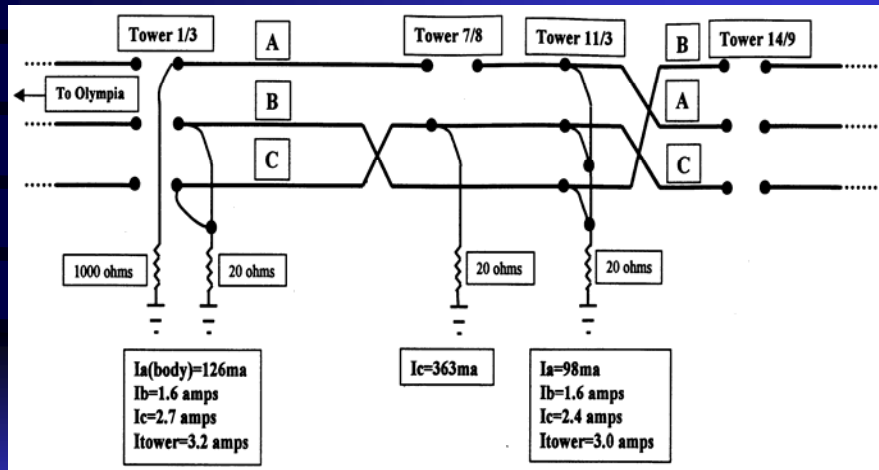 Tower 1/3
A
Tower 7/8
Tower 11/3
B
Tower 14/9
To Olympia
B
A
C
C
1000 ohms
20 ohms
20 ohms
20 ohms
Ia(body)=126ma
Ib=1.6 amps
Ic=2.7 amps
Itower=3.2 amps
Ic=363ma
Ia=98ma
Ib=1.6 amps
Ic=2.4 amps
Itower=3.0 amps